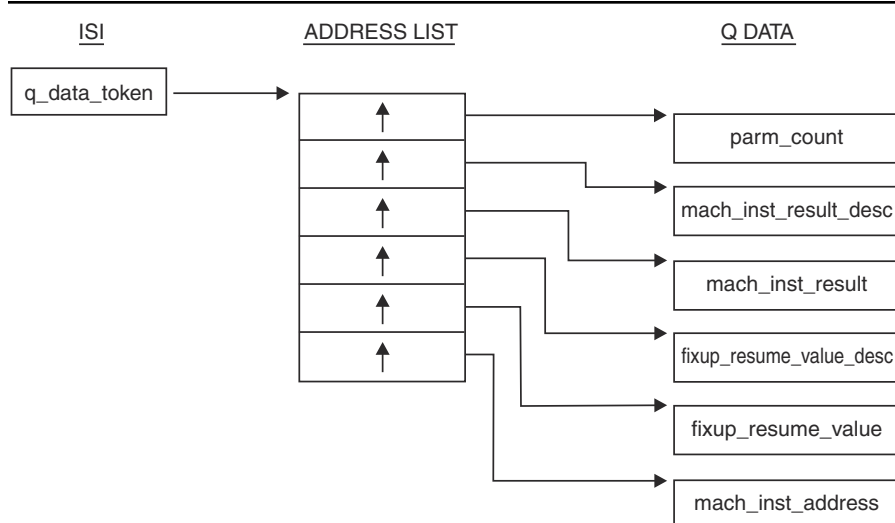 ISI ADDRESS LIST Q DATA
q_data_token
parm_count
mach_inst_result_desc
mach_inst_result
fixup_resume_value_desc
fixup_resume_value
mach_inst_address